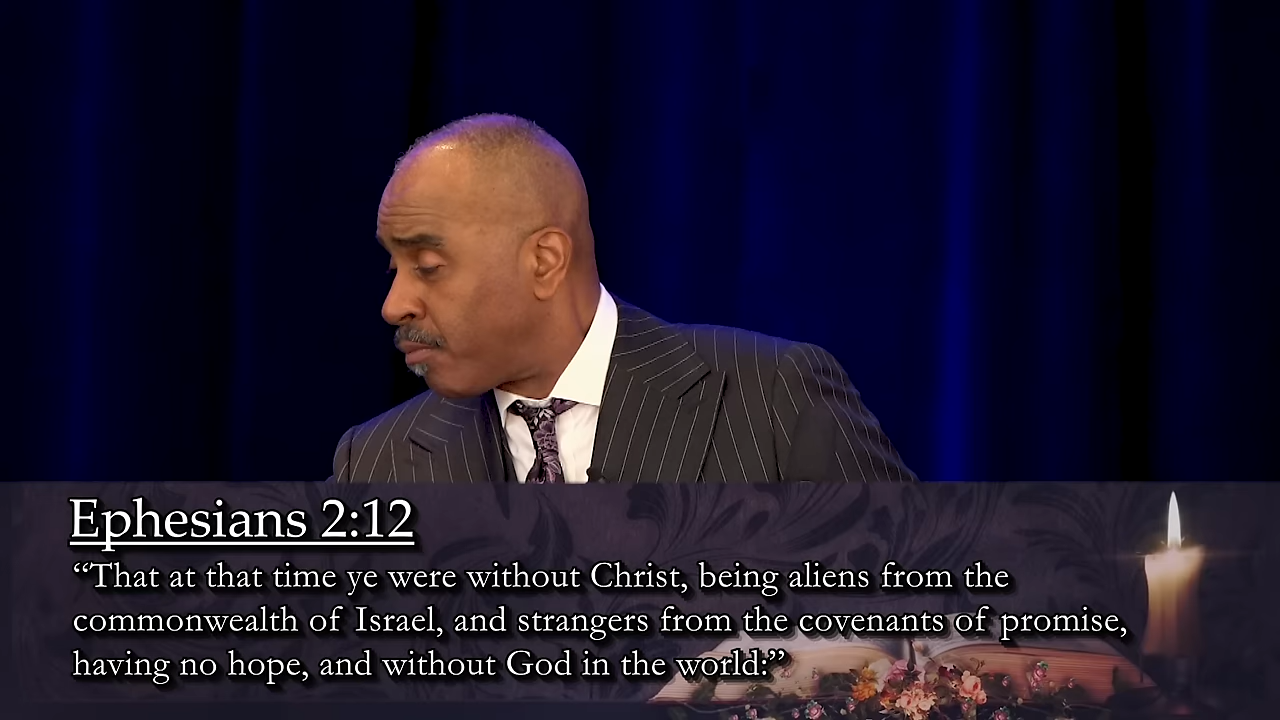 Ephesians 2:12
“That at that time ye were without Christ, being aliens from the
commonwealth of Israel, and strangers from the covenants of promise,
having no hope, and without God in the world:”